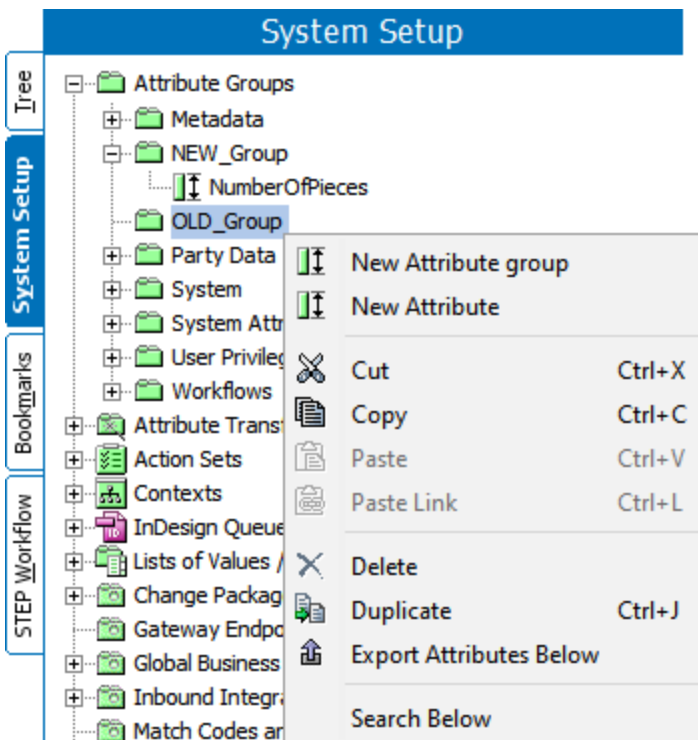 System Setup
Tree
System Setup
Bookmarks
STEP Workflow
Attribute Groups
Metadata
NEW_Group
NumberOfPieces
OLD_Group
Party Data
System
System Attr
User Privileg
Workflows
Attribute Trans
Action Sets
Contexts
InDesign Queue
Lists of Values /
Change Packag
Gateway Endpo
Global Business
Inbound Integra
Match Codes an
New Attribute group
New Attribute
Cut Ctrl+X
Copy Ctrl+C
Paste Ctrl+V
Paste Link Ctrl+L
Delete
Duplicate Ctrl+J
Export Attributes Below
Search Below